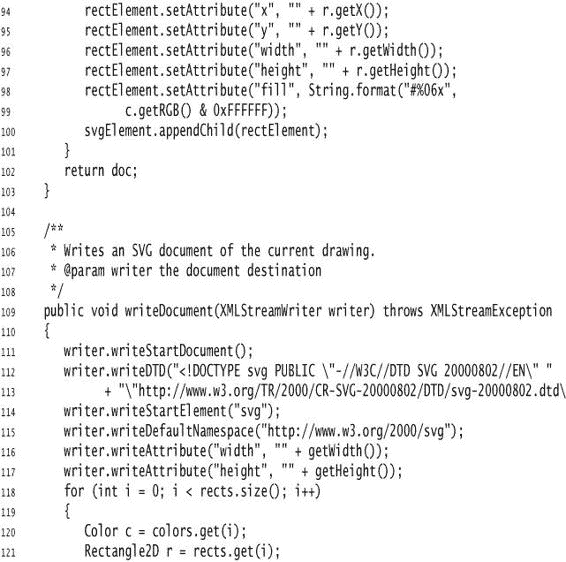 94 rectElement.setAttribute("x", "" + r.getX());
95 rectElement.setAttribute("y", "" + r.getY());
96 rectElement.setAttribute("width", "" + r.getWidth());
97 rectElement.setAttribute("height", "" + r.getHeight());
98 rectElement.setAttribute("fill", String.format("#%06x",
99 c.getRGB() & 0xFFFFFF));
100 svgElement.appendChild(rectElement);
101 }
102 return doc;
103 }
104
105 /**
106 * Writes an SVG document of the current drawing.
107 * @param writer the document destination
108 */
109 public void writeDocument(XMLStreamWriter writer) throws XMLStreamException
110 {
111 writer.writeStartDocument();
112 writer.writeDTD("<!DOCTYPE svg PUBLIC \"-//W3C//DTD SVG 20000802//EN\" "
113 + "\"http://www.w3.org/TR/2000/CR-SVG-20000802/DTD/svg-20000802.dtd\
114 writer.writeStartElement("svg");
115 writer.writeDefaultNamespace("http://www.w3.org/2000/svg");
116 writer.writeAttribute("width", "" + getWidth());
117 writer.writeAttribute("height", "" + getHeight());
118 for (int i = 0; i < rects.size(); i++)
119 {
120 Color c = colors.get(i);
121 Rectangle2D r = rects.get(i);